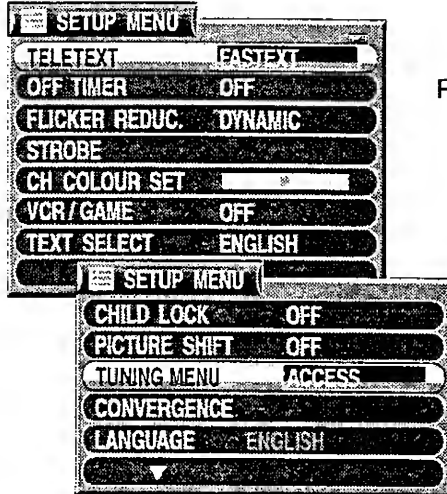 SETUP MENU
TELETEXT FASTEXT
OFF TIMER OFF
FLICKER REDUC. DYNAMIC
STROBE
CH COLOUR SET
VCR / GAME OFF
TEXT SELECT ENGLISH
SETUP MENU
CHILD LOCK OFF
PICTURE SHIFT OFF
TUNING MENU ACCESS
CONVERGENCE
LANGUAGE ENGLISH